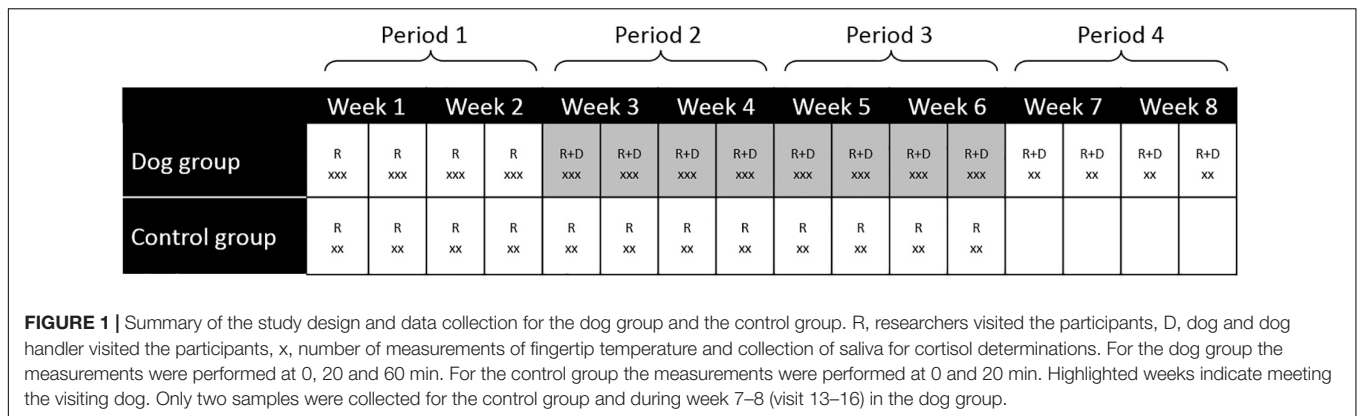 Period 1 Period 2 Period 3 Period 4
Week 1 Week 2 Week 3 Week 4 Week 5 Week 6 Week 7 Week 8
Dog group
R R R R R+D R+D R+D R+D R+D R+D R+D R+D R+D R+D R+D R+D
xxx xxx xxx xxx xxx xxx xxx xxx xxx xxx xxx xxx xx xx xx xx
Control group
R R R R R R R R R R R R
xx xx xx xx xx xx xx xx xx xx xx xx
FIGURE 1 | Summary of the study design and data collection for the dog group and the control group. R, researchers visited the participants, D, dog and dog
handler visited the participants, x, number of measurements of fingertip temperature and collection of saliva for cortisol determinations. For the dog group the
measurements were performed at 0, 20 and 60 min. For the control group the measurements were performed at 0 and 20 min. Highlighted weeks indicate meeting
the visiting dog. Only two samples were collected for the control group and during week 7–8 (visit 13–16) in the dog group.